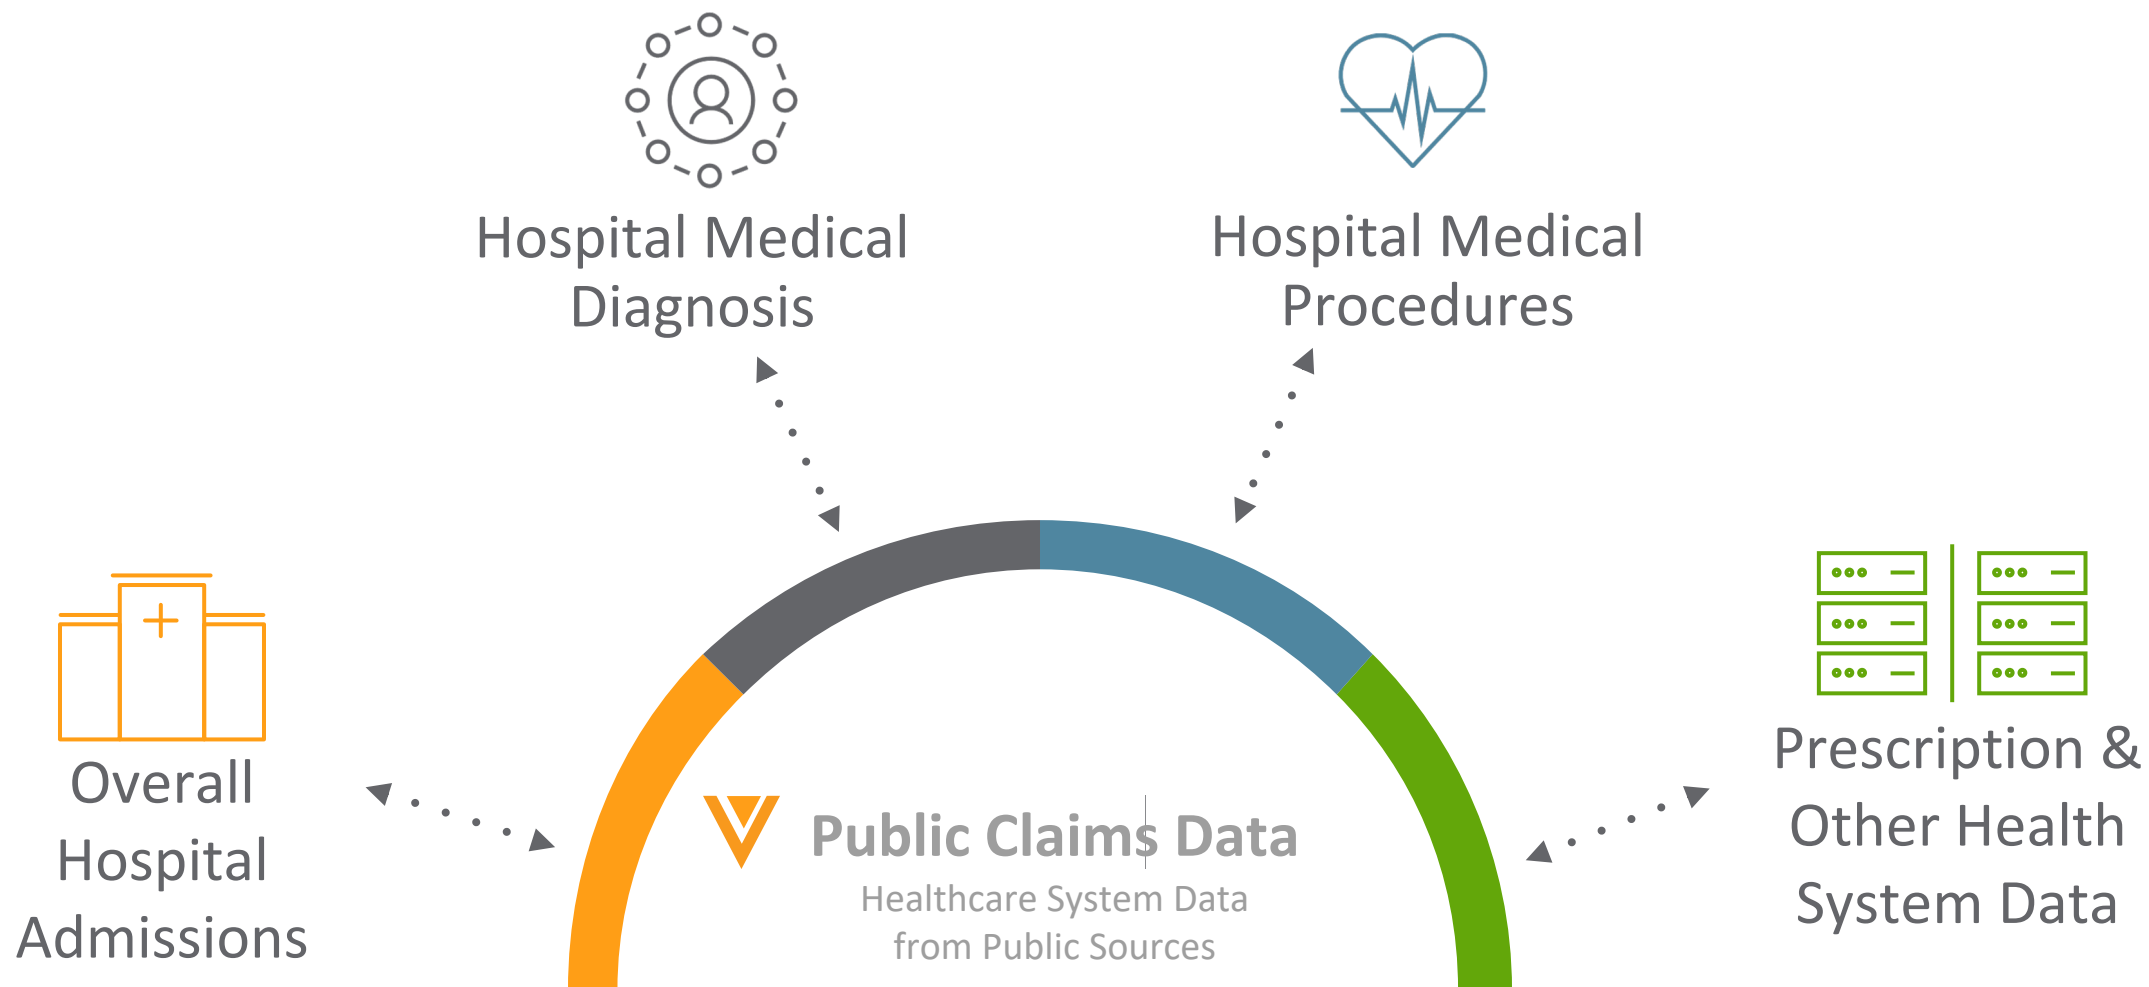 Hospital Medical
Diagnosis
Hospital Medical
Procedures
Overall
Hospital
Admissions
Public Claims Data
Healthcare System Data
from Public Sources
Prescription &
Other Health
System Data